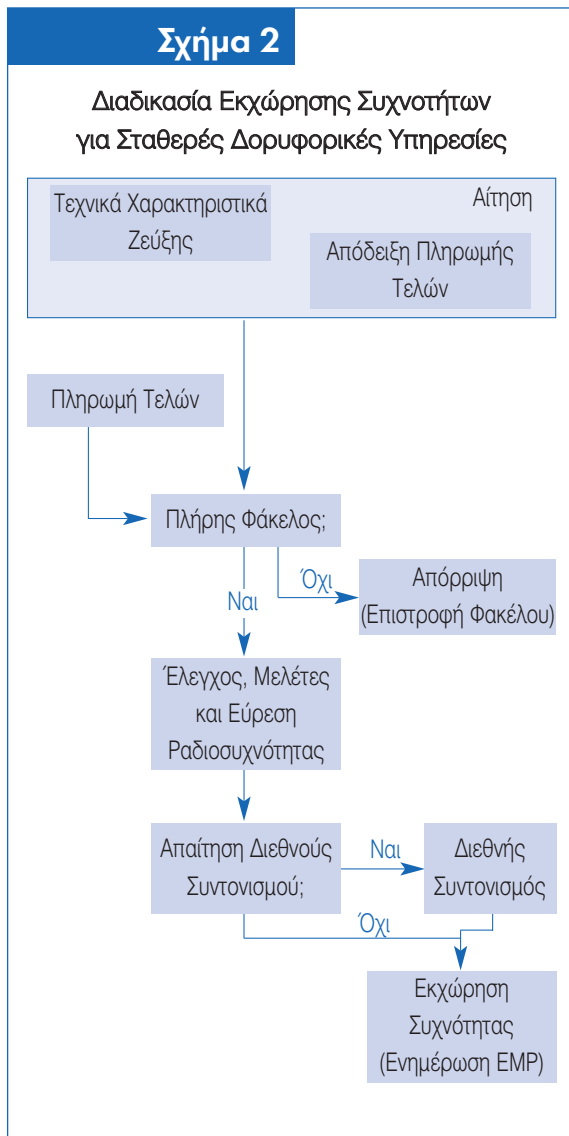 Σχήμα 2
Διαδικασία Εκχώρησης Συχνοτήτων
για Σταθερές Δορυφορικές Υπηρεσίες
Τεχνικά Χαρακτηριστικά
Ζεύξης
Αίτηση
Απόδειξη Πληρωμής
Τελών
Πληρωμή Τελών
Πλήρης Φάκελος;
Όχι
Ναι
Απόρριψη
(Επιστροφή Φακέλου)
Έλεγχος, Μελέτες
και Εύρεση
Ραδιοσυχνότητας
Απαίτηση Διεθνούς
Συντονισμού;
Ναι
Διεθνής
Συντονισμός
Όχι
Εκχώρηση
Συχνότητας
(Ενημέρωση ΕΜΡ)